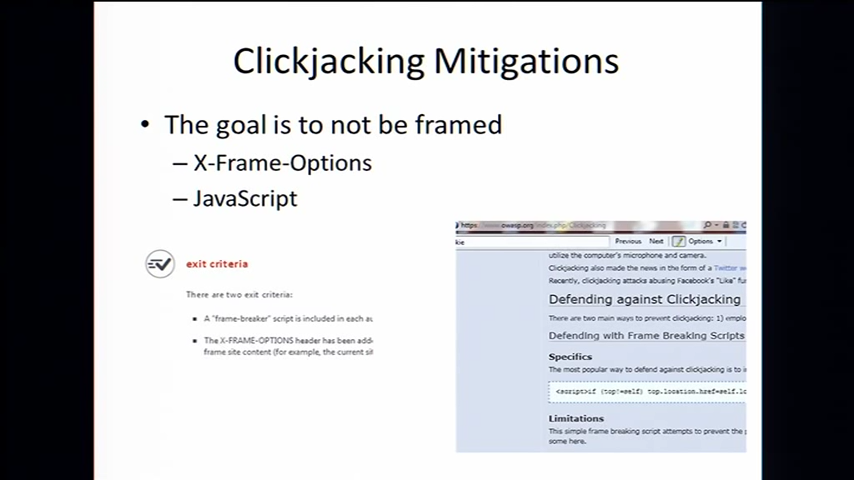 Clickjacking Mitigations
• The goal is to not be framed
– X-Frame-Options
– JavaScript
exit criteria
There are two exit criteria:
▪ A "frame-breaker" script is included in each au
▪ The X-FRAME-OPTIONS header has been add
frame site content (for example, the current sit
https://www.owasp.org/index.php/Clickjacking
kie
Previous Next Options
utilize the computer's microphone and camera.
Clickjacking also made the news in the form of a Twitter w
Recently, clickjacking attacks abusing Facebook's "Like" fu
Defending against Clickjacking
There are two main ways to prevent clickjacking: 1) emplo
Defending with Frame Breaking Scripts
Specifics
The most popular way to defend against clickjacking is to i
<script>if (top!=self) top.location.href=self.lo
Limitations
This simple frame breaking script attempts to prevent the p
some here.